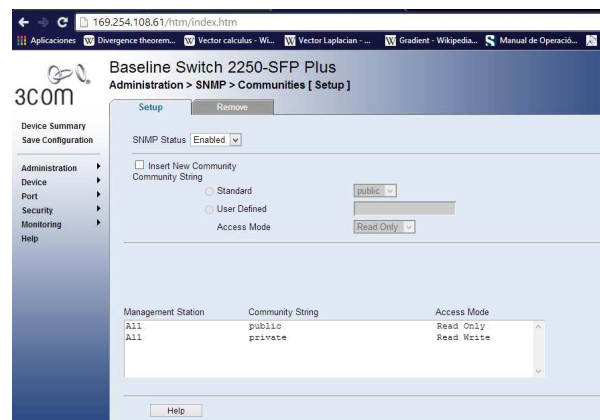 169.254.108.61/htm/index.htm
Aplicaciones Divergence theorem... Vector calculus - Wi... Vector Laplacian - ... Gradient - Wikipedia... Manual de Operació...
3COM
Baseline Switch 2250-SFP Plus
Administration > SNMP > Communities [ Setup ]
Setup Remove
Device Summary
Save Configuration
Administration
Device
Port
Security
Monitoring
Help
SNMP Status Enabled
Insert New Community
Community String
Standard public
User Defined
Access Mode Read Only
Management Station Community String Access Mode
All public Read Only
All private Read Write
Help